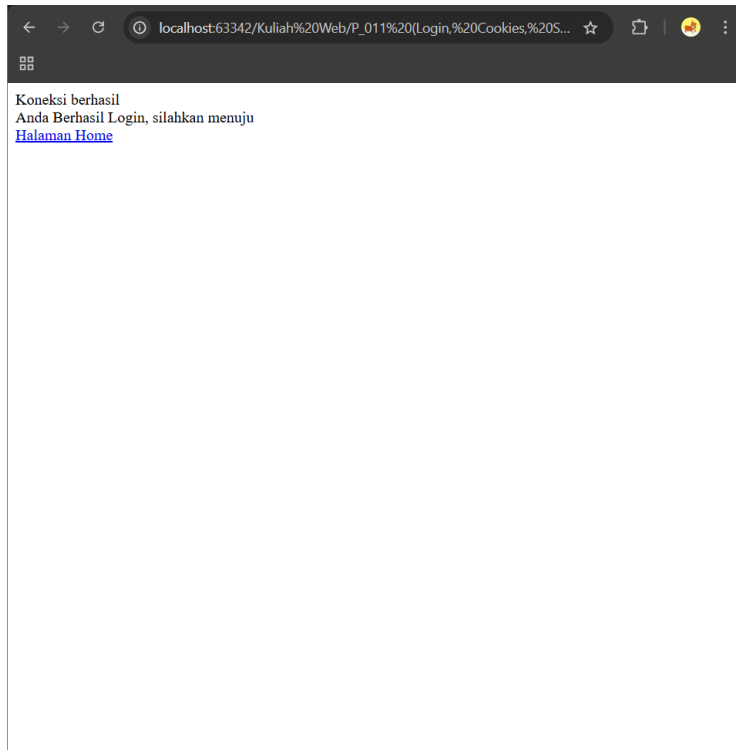 localhost:63342/Kuliah%20Web/P_011%20(Login,%20Cookies,%20S...
Koneksi berhasil
Anda Berhasil Login, silahkan menuju
Halaman Home